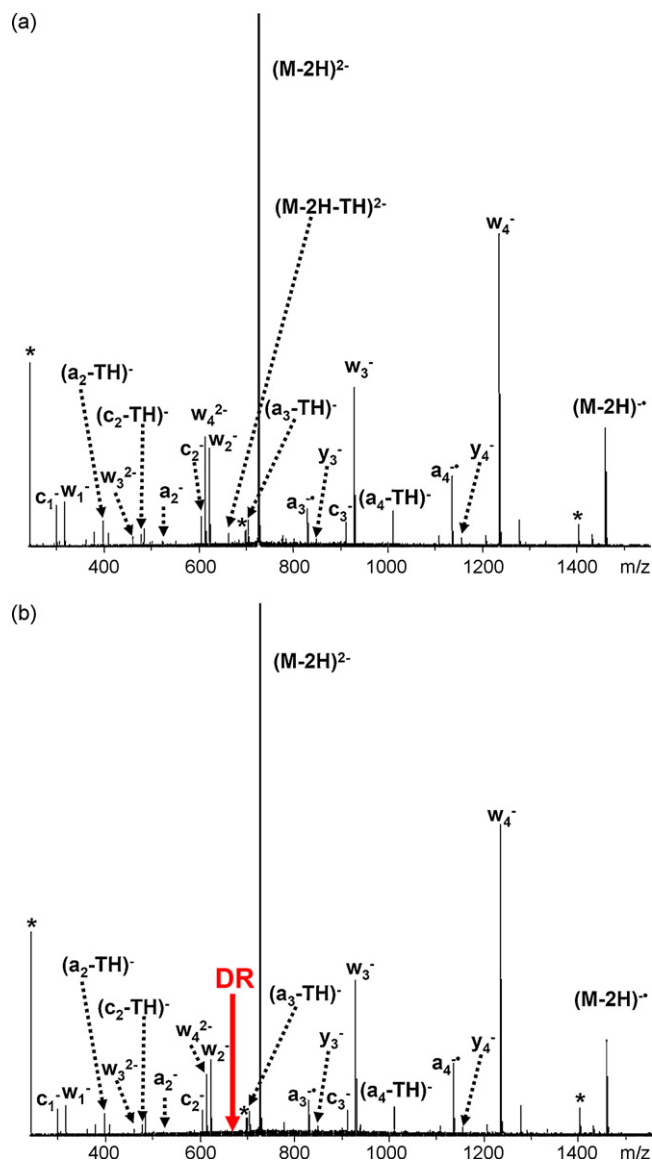 (a)
(M-2H)²⁻
(M-2H-TH)²⁻
w₄⁻
*
w₃⁻
(a₂-TH)⁻
(a₃-TH)⁻
(M-2H)⁻•
(c₂-TH)⁻
w₄²⁻
w₂⁻
c₂⁻
y₃⁻
w₃²⁻
a₄⁻•
y₄⁻
c₁⁻
w₁⁻
a₂⁻
*
a₃⁻•
c₃⁻
(a₄-TH)⁻
*
400 600 800 1000 1200 1400 m/z
(b)
(M-2H)²⁻
w₄⁻
*
DR
w₃⁻
(a₂-TH)⁻
(a₃-TH)⁻
(M-2H)⁻•
(c₂-TH)⁻
w₄²⁻
w₂⁻
y₃⁻
w₃²⁻
a₂⁻
a₄⁻•
y₄⁻
c₁⁻
w₁⁻
c₂⁻
*
a₃⁻•
c₃⁻
(a₄-TH)⁻
*
400 600 800 1000 1200 1400 m/z